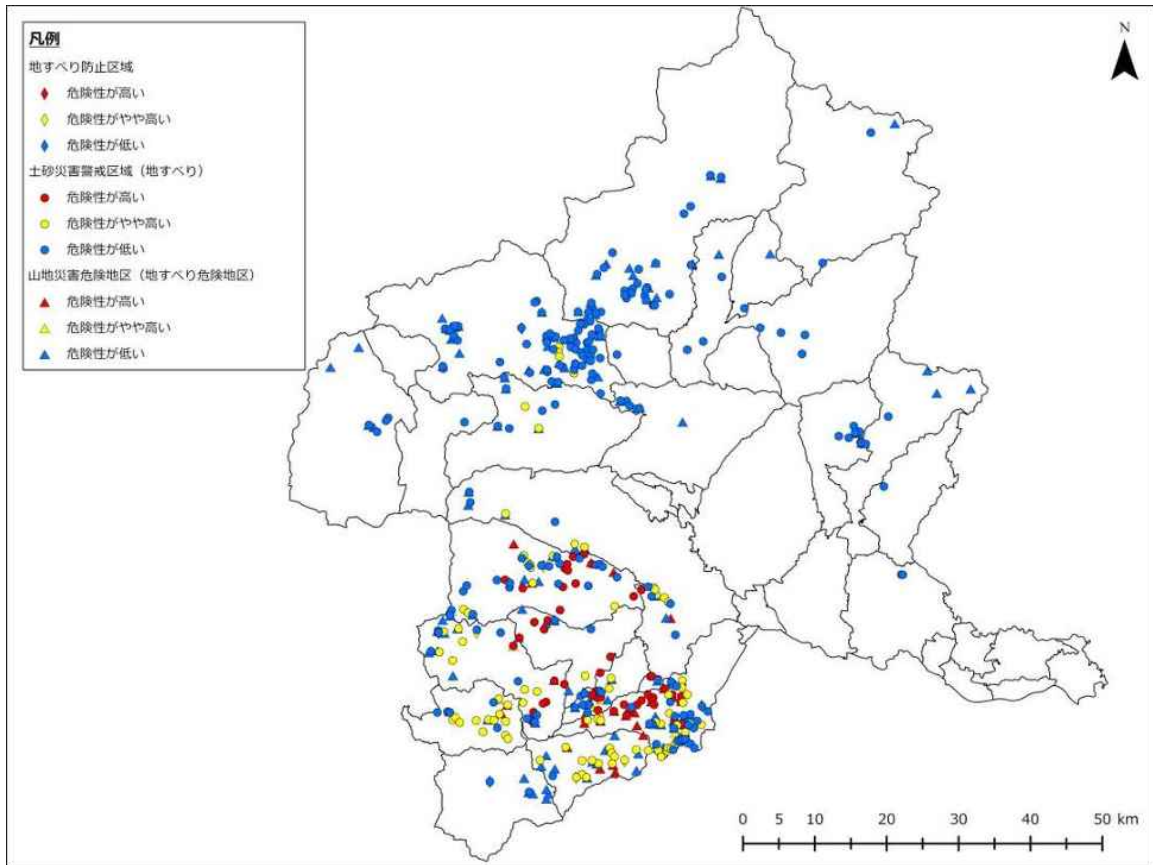 凡例
地すべり防止区域
危険性が高い
危険性がやや高い
危険性が低い
土砂災害警戒区域（地すべり）
危険性が高い
危険性がやや高い
危険性が低い
山地災害危険地区（地すべり危険地区）
危険性が高い
危険性がやや高い
危険性が低い
N
0 5 10 20 30 40 50 km